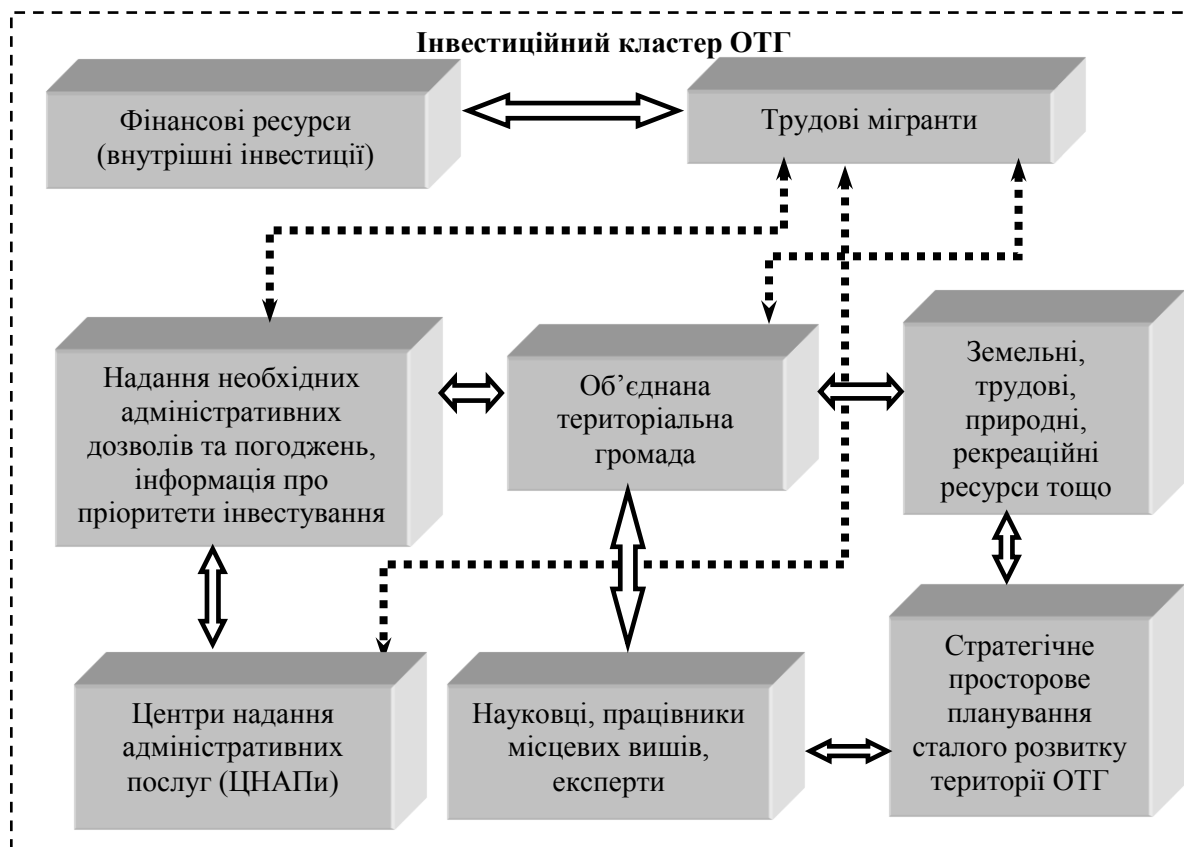 Інвестиційний кластер ОТГ
Фінансові ресурси
(внутрішні інвестиції)
Трудові мігранти
Надання необхідних
адміністративних
дозволів та погоджень,
інформація про
пріоритети інвестування
Об’єднана
територіальна
громада
Земельні,
трудові,
природні,
рекреаційні
ресурси тощо
Центри надання
адміністративних
послуг (ЦНАПи)
Науковці, працівники
місцевих вишів,
експерти
Стратегічне
просторове
планування
сталого розвитку
території ОТГ